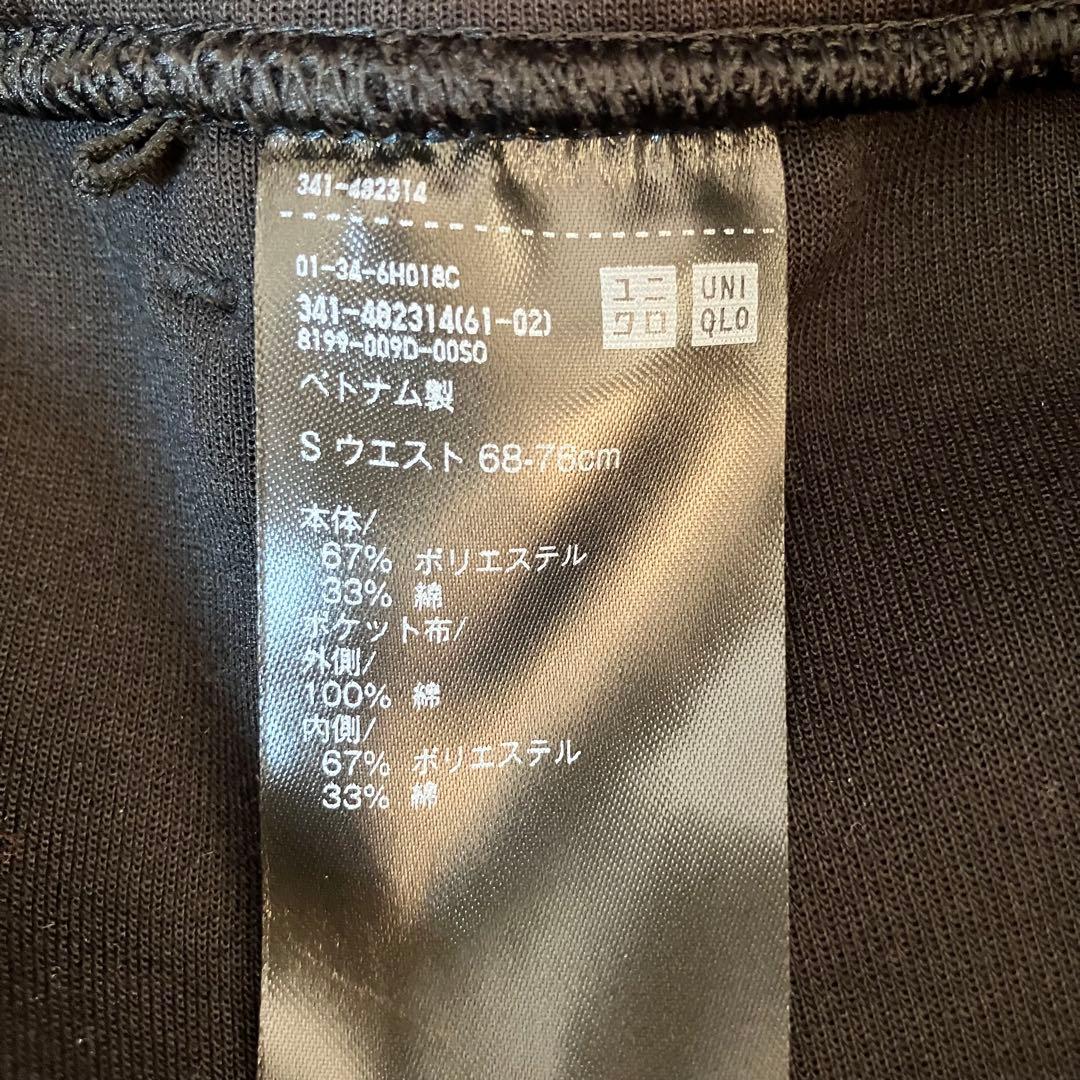 341-482314
01-34-6H018C
341-482314(61-02)
8199-009D-00S0
ユニ
クロ
UNI
QLO
ベトナム製
S ウエスト 68-76cm
本体/
67% ポリエステル
33% 綿
ポケット布/
外側/
100% 綿
内側/
67% ポリエステル
33% 綿